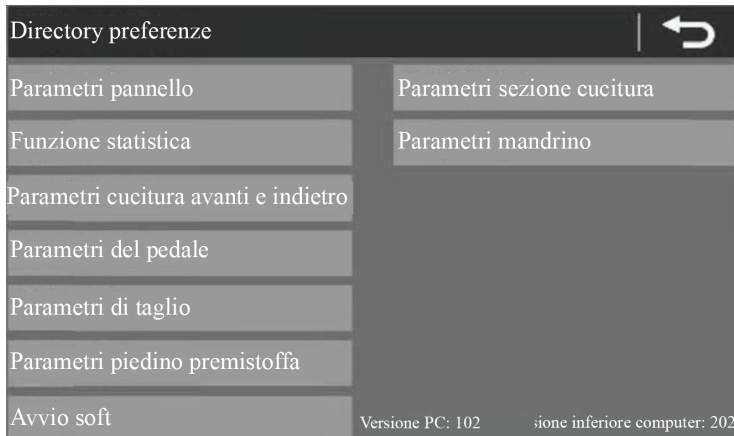 Directory preferenze
Parametri pannello
Parametri sezione cucitura
Funzione statistica
Parametri mandrino
Parametri cucitura avanti e indietro
Parametri del pedale
Parametri di taglio
Parametri piedino premistoffa
Avvio soft
Versione PC: 102
sione inferiore computer: 202